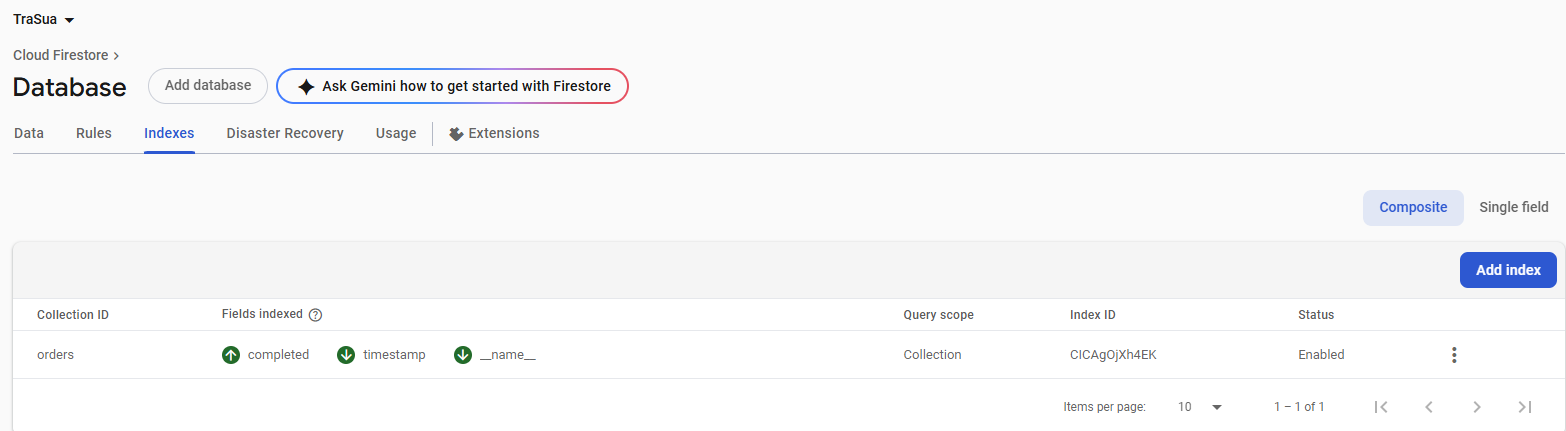 TraSua
Cloud Firestore
Database Add database Ask Gemini how to get started with Firestore
Data Rules Indexes Disaster Recovery Usage Extensions
Composite Single field
Add index
Collection ID Fields indexed ? Query scope Index ID Status
orders completed timestamp __name__ Collection CICAgOjXh4EK Enabled
Items per page: 10 1 – 1 of 1